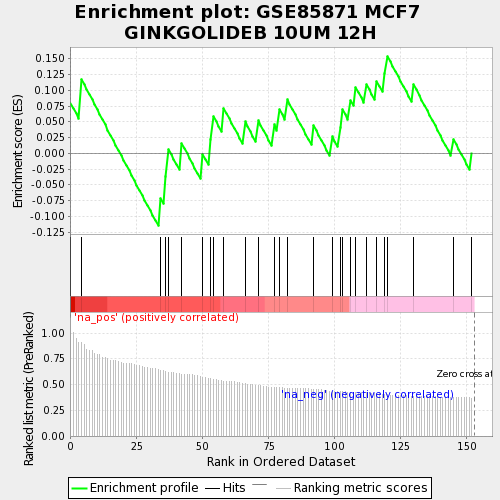 Enrichment plot: GSE85871 MCF7
GINKGOLIDEB 10UM 12H
Enrichment score (ES)
0.150
0.125
0.100
0.075
0.050
0.025
0.000
-0.025
-0.050
-0.075
-0.100
-0.125
'na_pos' (positively correlated)
Ranked list metric (PreRanked)
1.00
0.75
0.50
0.25
0.00
Zero cross at
'na_neg' (negatively correlated)
0 25 50 75 100 125 150
Rank in Ordered Dataset
Enrichment profile Hits Ranking metric scores